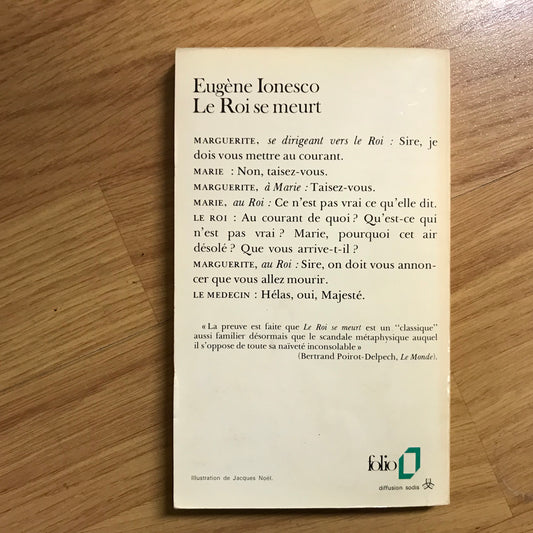 Eugène Ionesco
Le Roi se meurt
MARGUERITE, se dirigeant vers le Roi : Sire, je
dois vous mettre au courant.
MARIE : Non, taisez-vous.
MARGUERITE, à Marie : Taisez-vous.
MARIE, au Roi : Ce n'est pas vrai ce qu'elle dit.
LE ROI : Au courant de quoi ? Qu'est-ce qui
n'est pas vrai ? Marie, pourquoi cet air
désolé ? Que vous arrive-t-il ?
MARGUERITE, au Roi : Sire, on doit vous annon-
cer que vous allez mourir.
LE MEDECIN : Hélas, oui, Majesté.
« La preuve est faite que Le Roi se meurt est un ‘‘classique’’
aussi familier désormais que le scandale métaphysique auquel
il s'oppose de toute sa naïveté inconsolable »
(Bertrand Poirot-Delpech, Le Monde).
folio
Illustration de Jacques Noël.
diffusion sodis